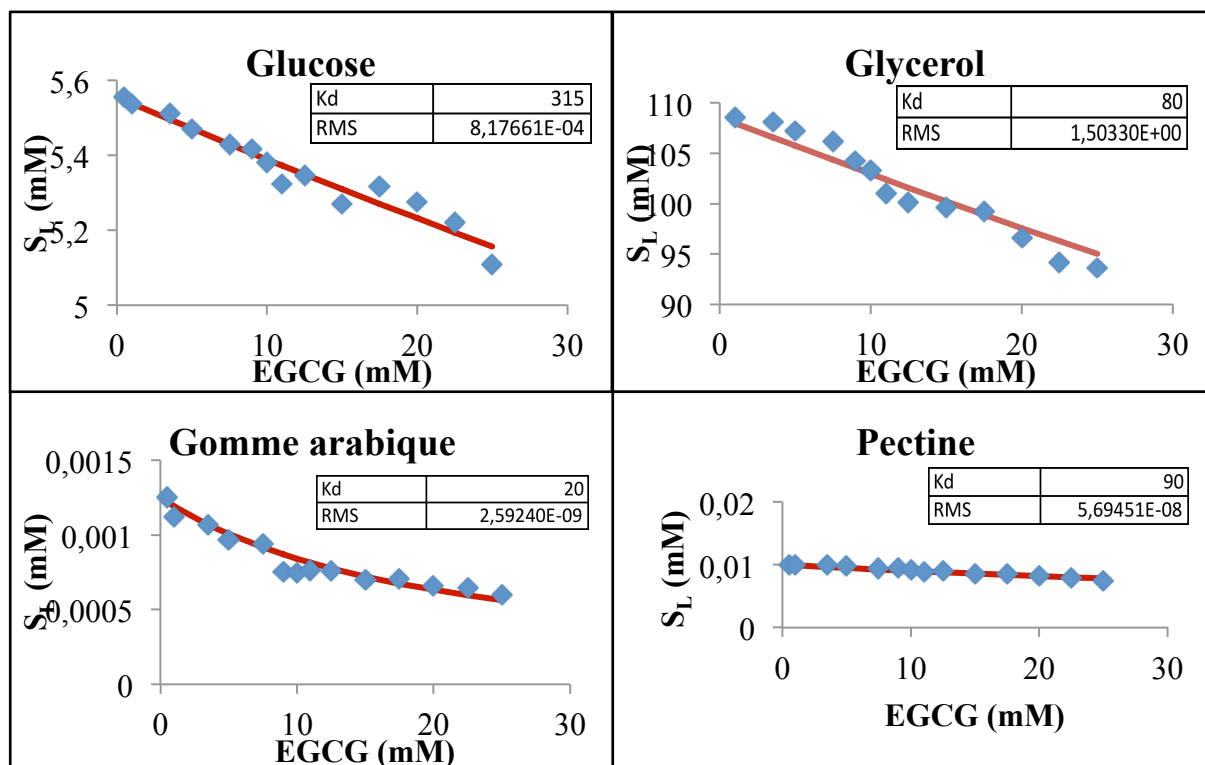 Glucose
Kd 315
RMS 8,17661E-04
S_L (mM)
5,6
5,4
5,2
5
0 10 20 30
EGCG (mM)
Glycerol
Kd 80
RMS 1,50330E+00
S_L (mM)
110
105
100
95
90
0 10 20 30
EGCG (mM)
Gomme arabique
Kd 20
RMS 2,59240E-09
S_L (mM)
0,0015
0,001
0,0005
0
0 10 20 30
EGCG (mM)
Pectine
Kd 90
RMS 5,69451E-08
S_L (mM)
0,02
0,01
0
0 10 20 30
EGCG (mM)